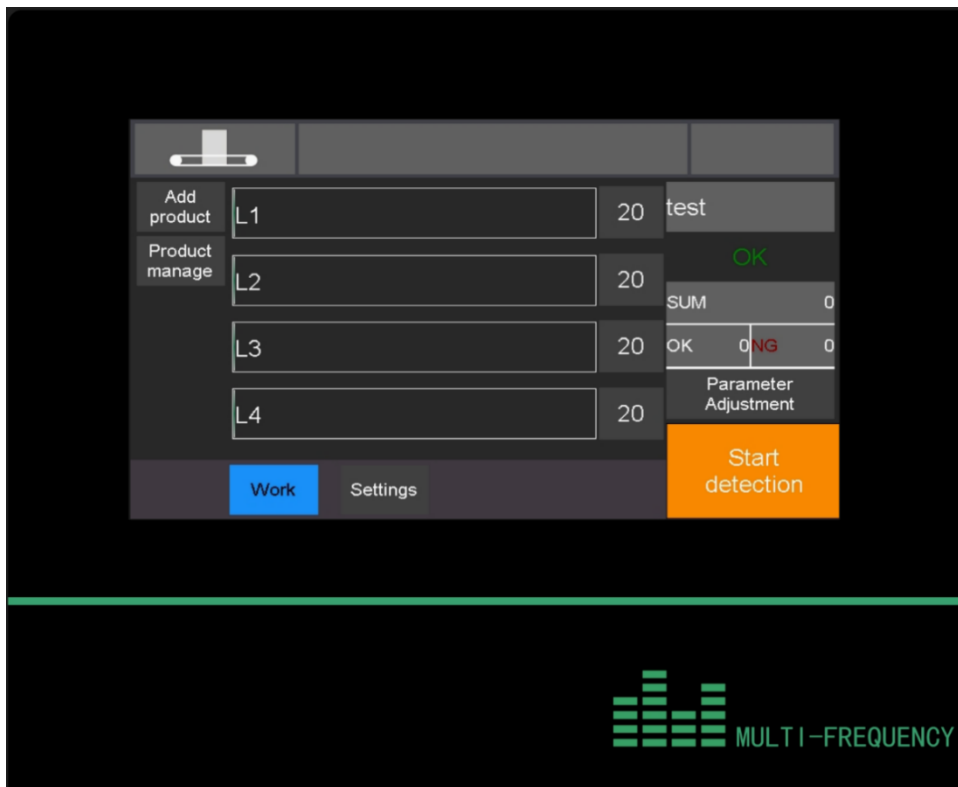 Add
product
Product
manage
L1
20
L2
20
L3
20
L4
20
test
OK
SUM 0
OK 0 NG 0
Parameter
Adjustment
Start
detection
Work
Settings
MULTI-FREQUENCY